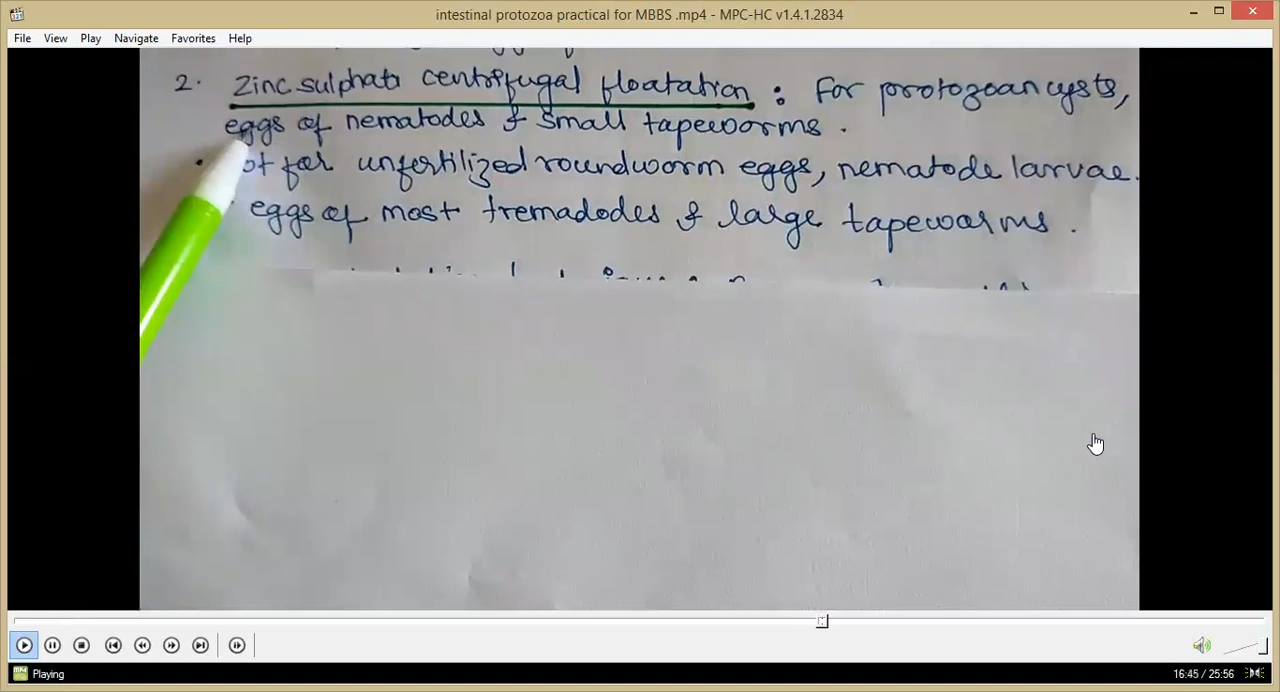 intestinal protozoa practical for MBBS .mp4 - MPC-HC v1.4.1.2834
File View Play Navigate Favorites Help
2. Zinc sulphate centrifugal floatation : For protozoan cysts,
eggs of nematodes & small tapeworms.
for unfertilized roundworm eggs, nematode larvae.
eggs of most tremadodes & large tapeworms.
Playing
16:45 / 25:56